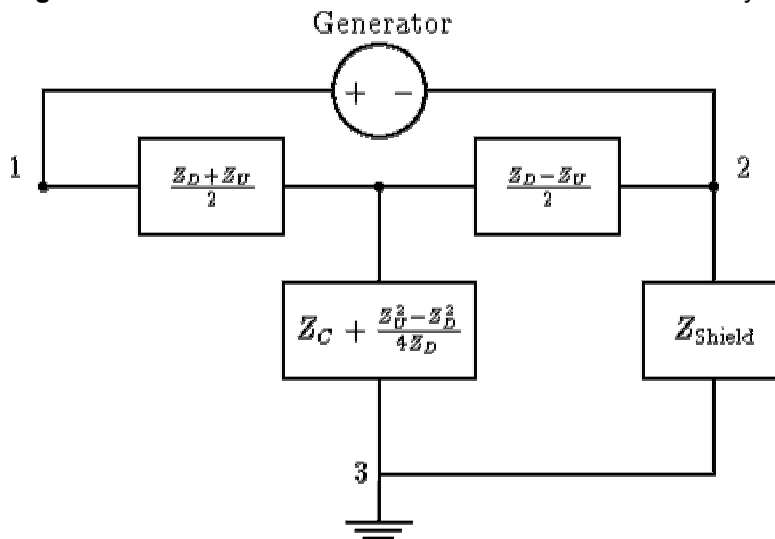 Generator
+ −
1
\frac{Z_D+Z_U}{2}
\frac{Z_D-Z_U}{2}
2
Z_C + \frac{Z_U^2-Z_D^2}{4Z_D}
Z_{Shield}
3